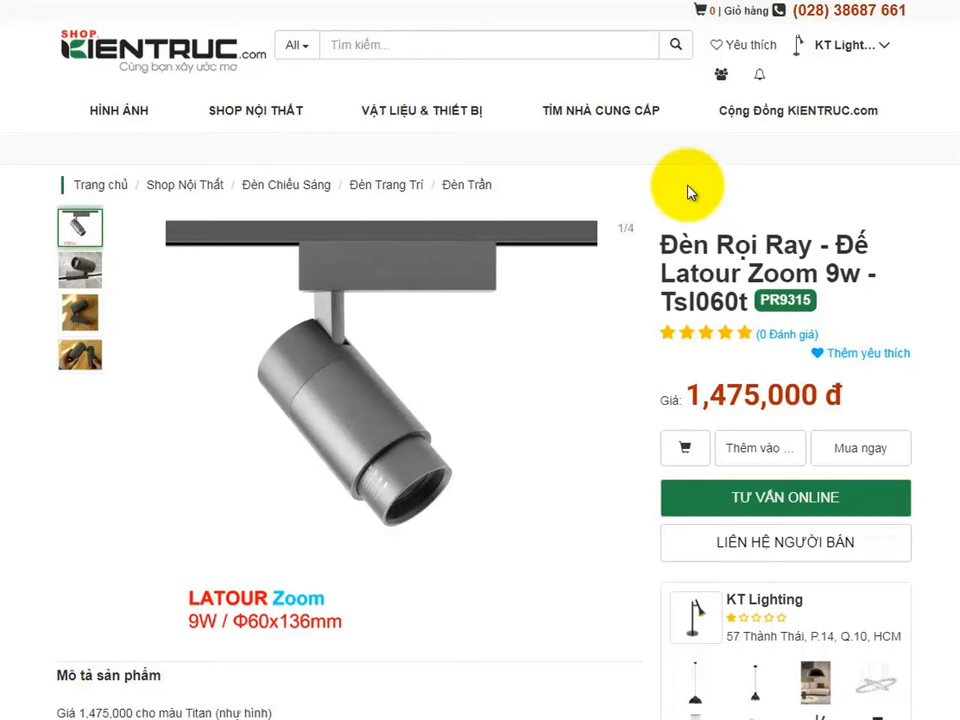 0 | Giỏ hàng (028) 38687 661
SHOP.
KIENTRUC.com
Cùng bạn xây ước mơ
All Tìm kiếm... Yêu thích KT Light...
HÌNH ẢNH SHOP NỘI THẤT VẬT LIỆU & THIẾT BỊ TÌM NHÀ CUNG CẤP Cộng Đồng KIENTRUC.com
Trang chủ / Shop Nội Thất / Đèn Chiếu Sáng / Đèn Trang Trí / Đèn Trần
1/4
Đèn Rọi Ray - Đế
Latour Zoom 9w -
Tsl060t PR9315
(0 Đánh giá)
Thêm yêu thích
Giá: 1,475,000 đ
Thêm vào ... Mua ngay
TƯ VẤN ONLINE
LIÊN HỆ NGƯỜI BÁN
LATOUR Zoom
9W / Φ60x136mm
KT Lighting
57 Thành Thái, P.14, Q.10, HCM
Mô tả sản phẩm
Giá 1,475,000 cho màu Titan (như hình)